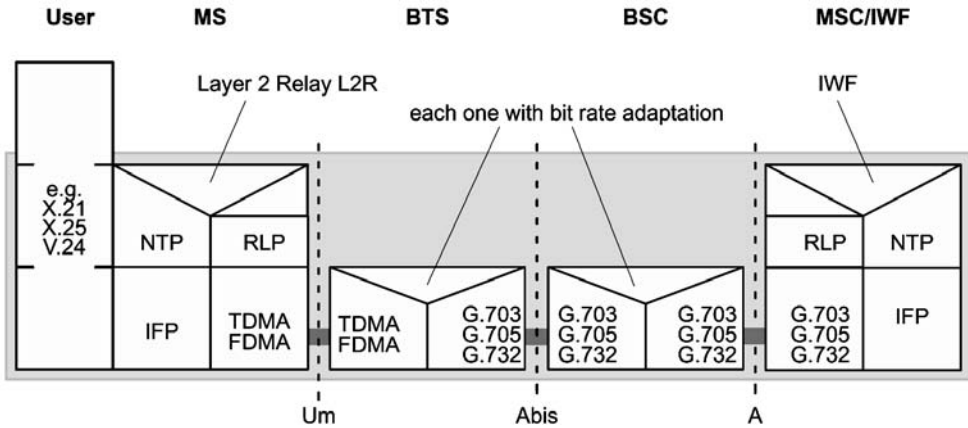 User MS BTS BSC MSC/IWF
Layer 2 Relay L2R
IWF
each one with bit rate adaptation
e.g.
X.21
X.25
V.24
NTP RLP
RLP NTP
IFP
TDMA
FDMA
TDMA
FDMA
G.703
G.705
G.732
G.703
G.705
G.732
G.703
G.705
G.732
G.703
G.705
G.732
IFP
Um Abis A